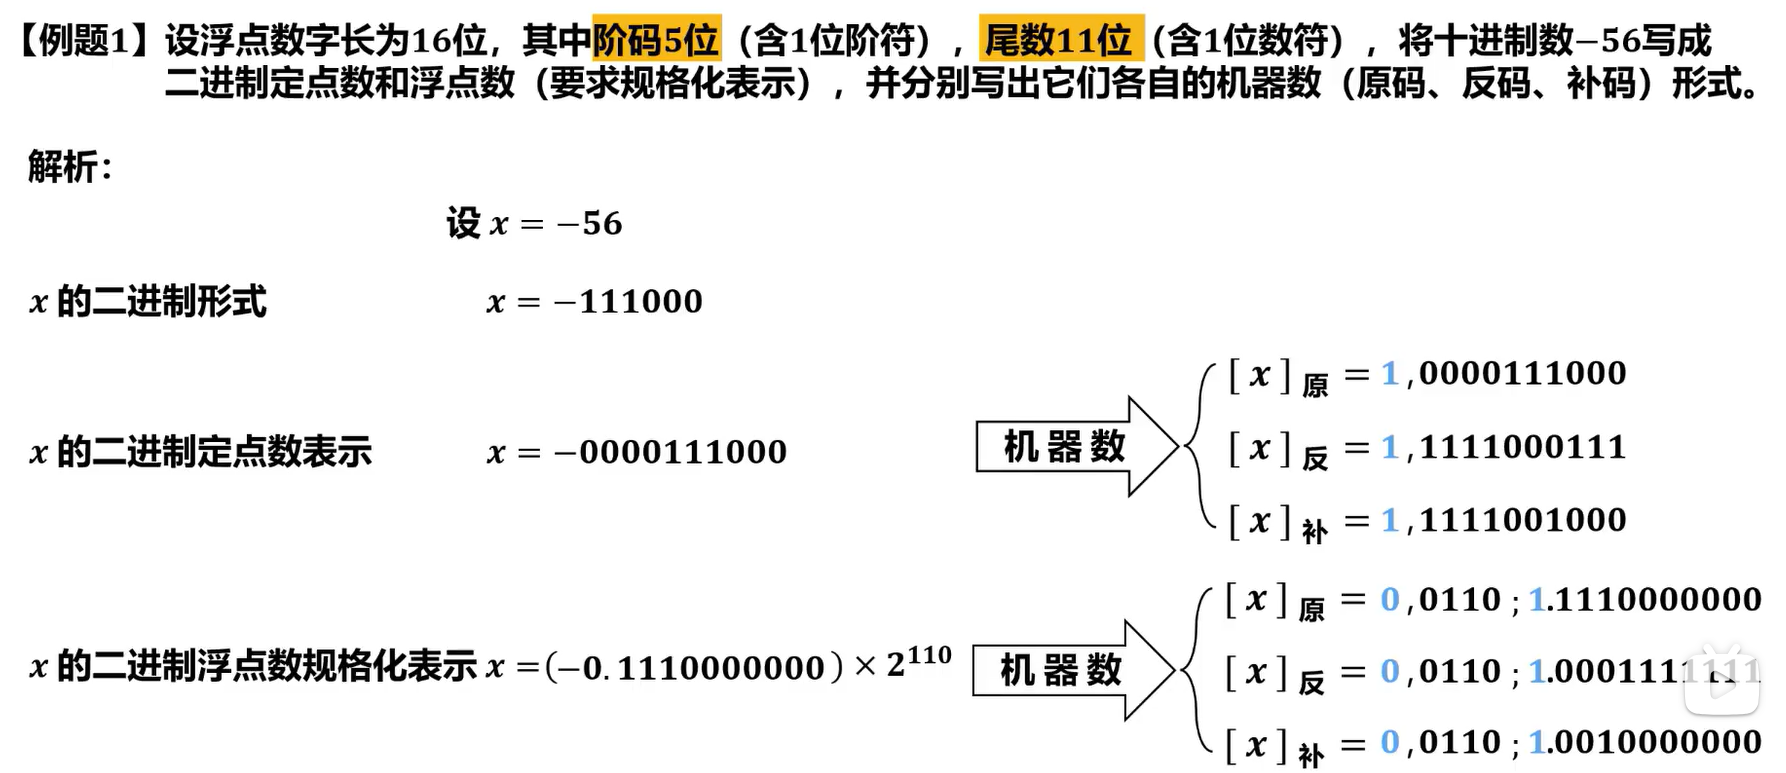 【例题1】设浮点数字长为16位，其中阶码5位（含1位阶符），尾数11位（含1位数符），将十进制数−56写成
二进制定点数和浮点数（要求规格化表示），并分别写出它们各自的机器数（原码、反码、补码）形式。
解析：
设 x = −56
x 的二进制形式 x = −111000
x 的二进制定点数表示 x = −0000111000
机器数
[x]原 = 1,0000111000
[x]反 = 1,1111000111
[x]补 = 1,1111001000
x 的二进制浮点数规格化表示 x =(−0.1110000000) × 2^110
机器数
[x]原 = 0,0110 ; 1.1110000000
[x]反 = 0,0110 ; 1.0001111111
[x]补 = 0,0110 ; 1.0010000000